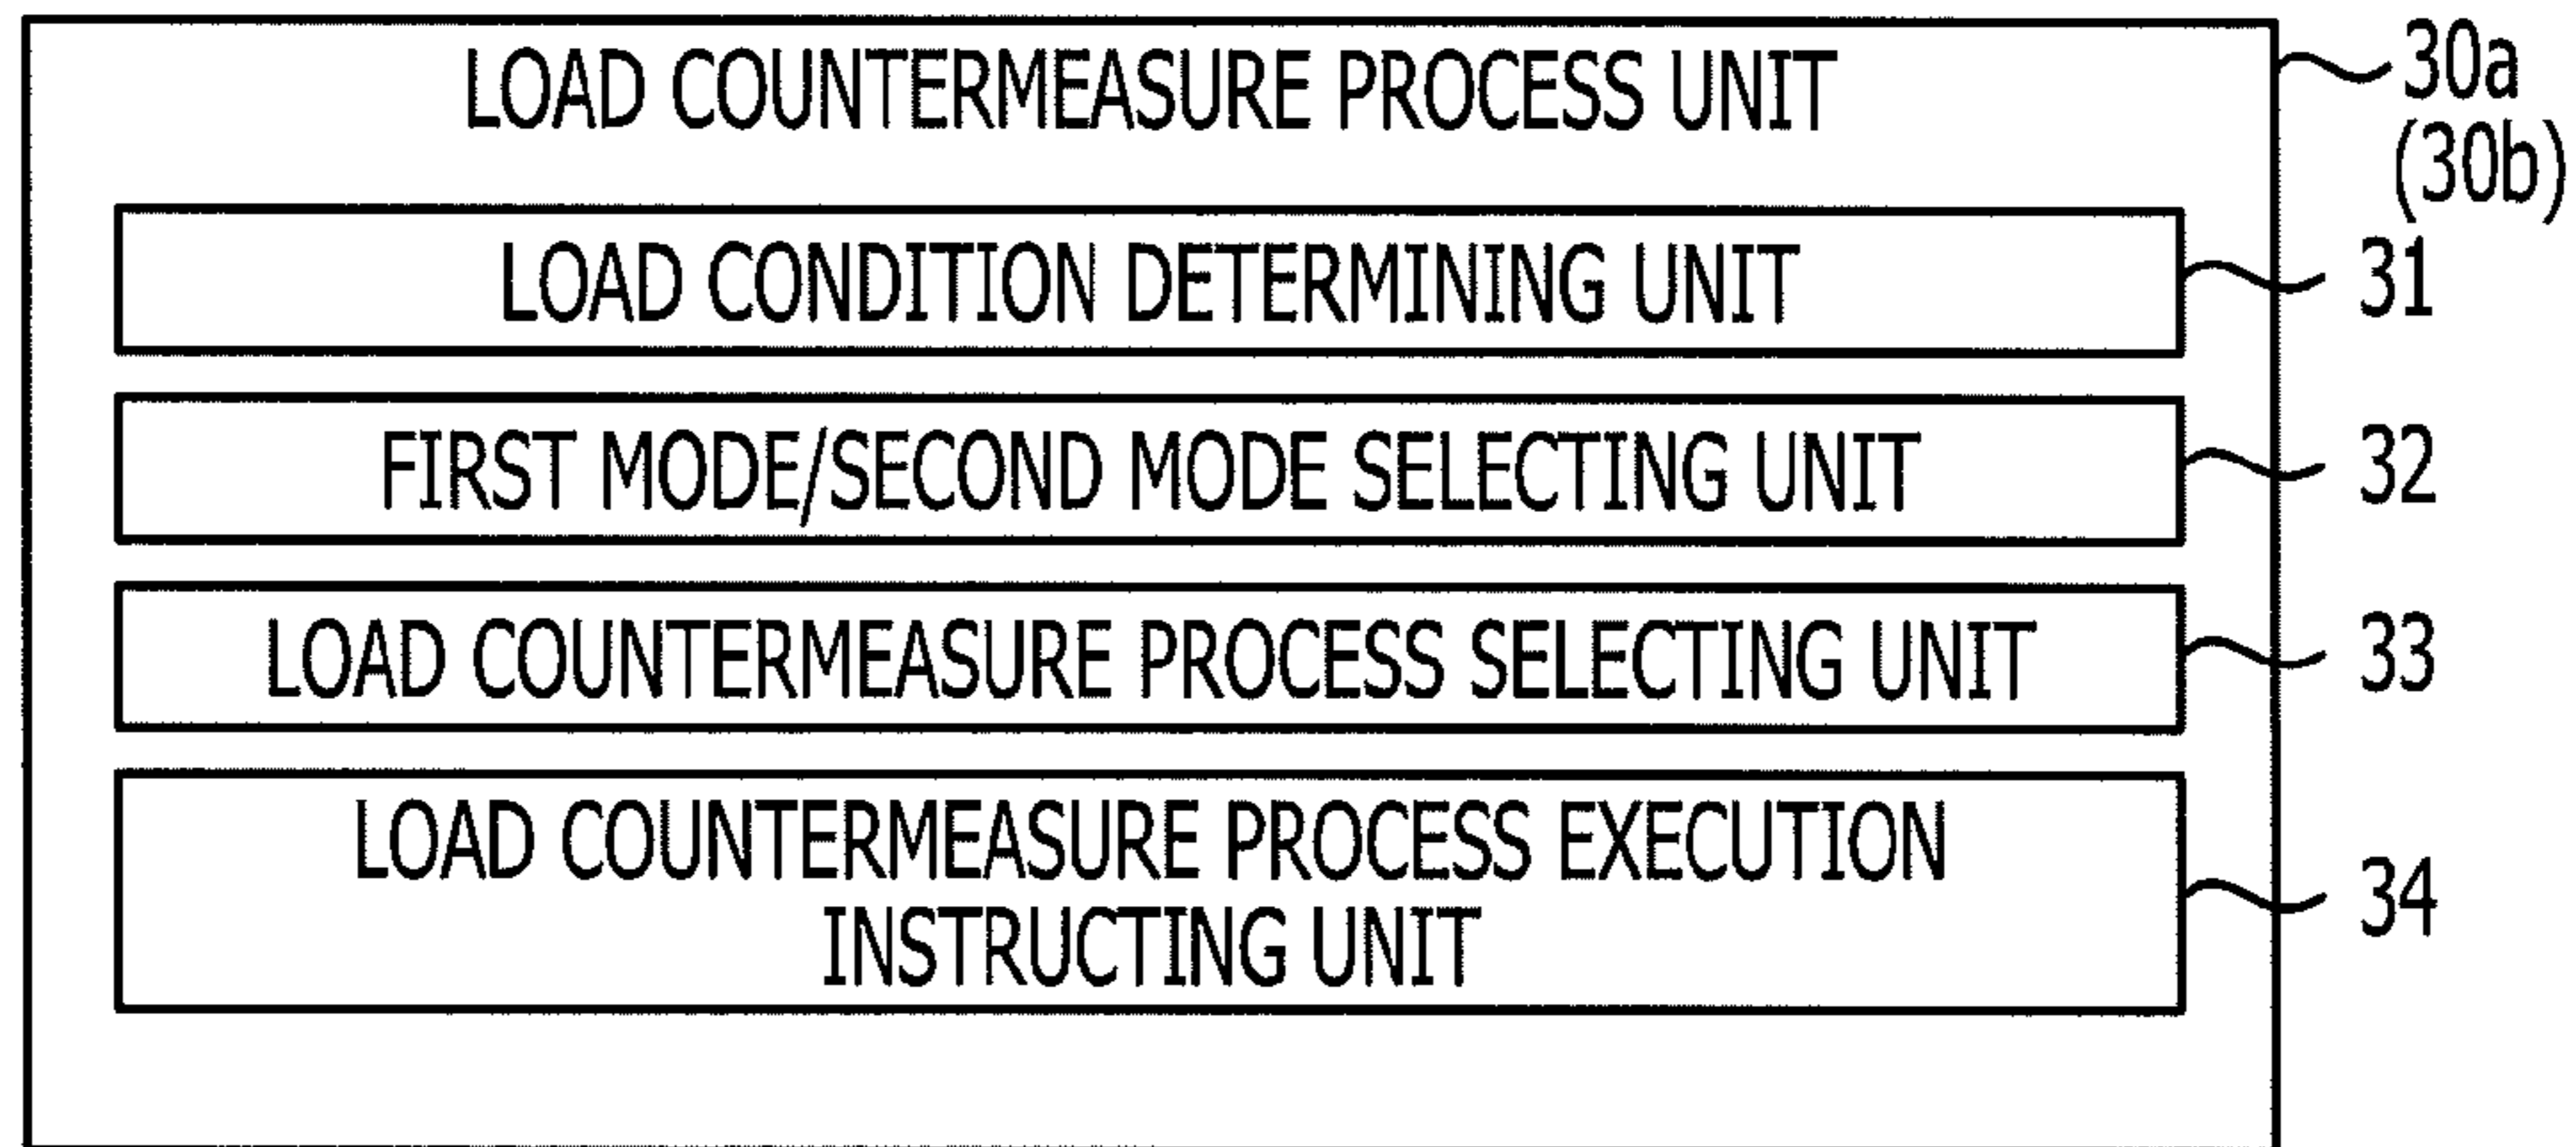 LOAD COUNTERMEASURE PROCESS UNIT
30a
(30b)
LOAD CONDITION DETERMINING UNIT
31
FIRST MODE/SECOND MODE SELECTING UNIT
32
LOAD COUNTERMEASURE PROCESS SELECTING UNIT
33
LOAD COUNTERMEASURE PROCESS EXECUTION
INSTRUCTING UNIT
34